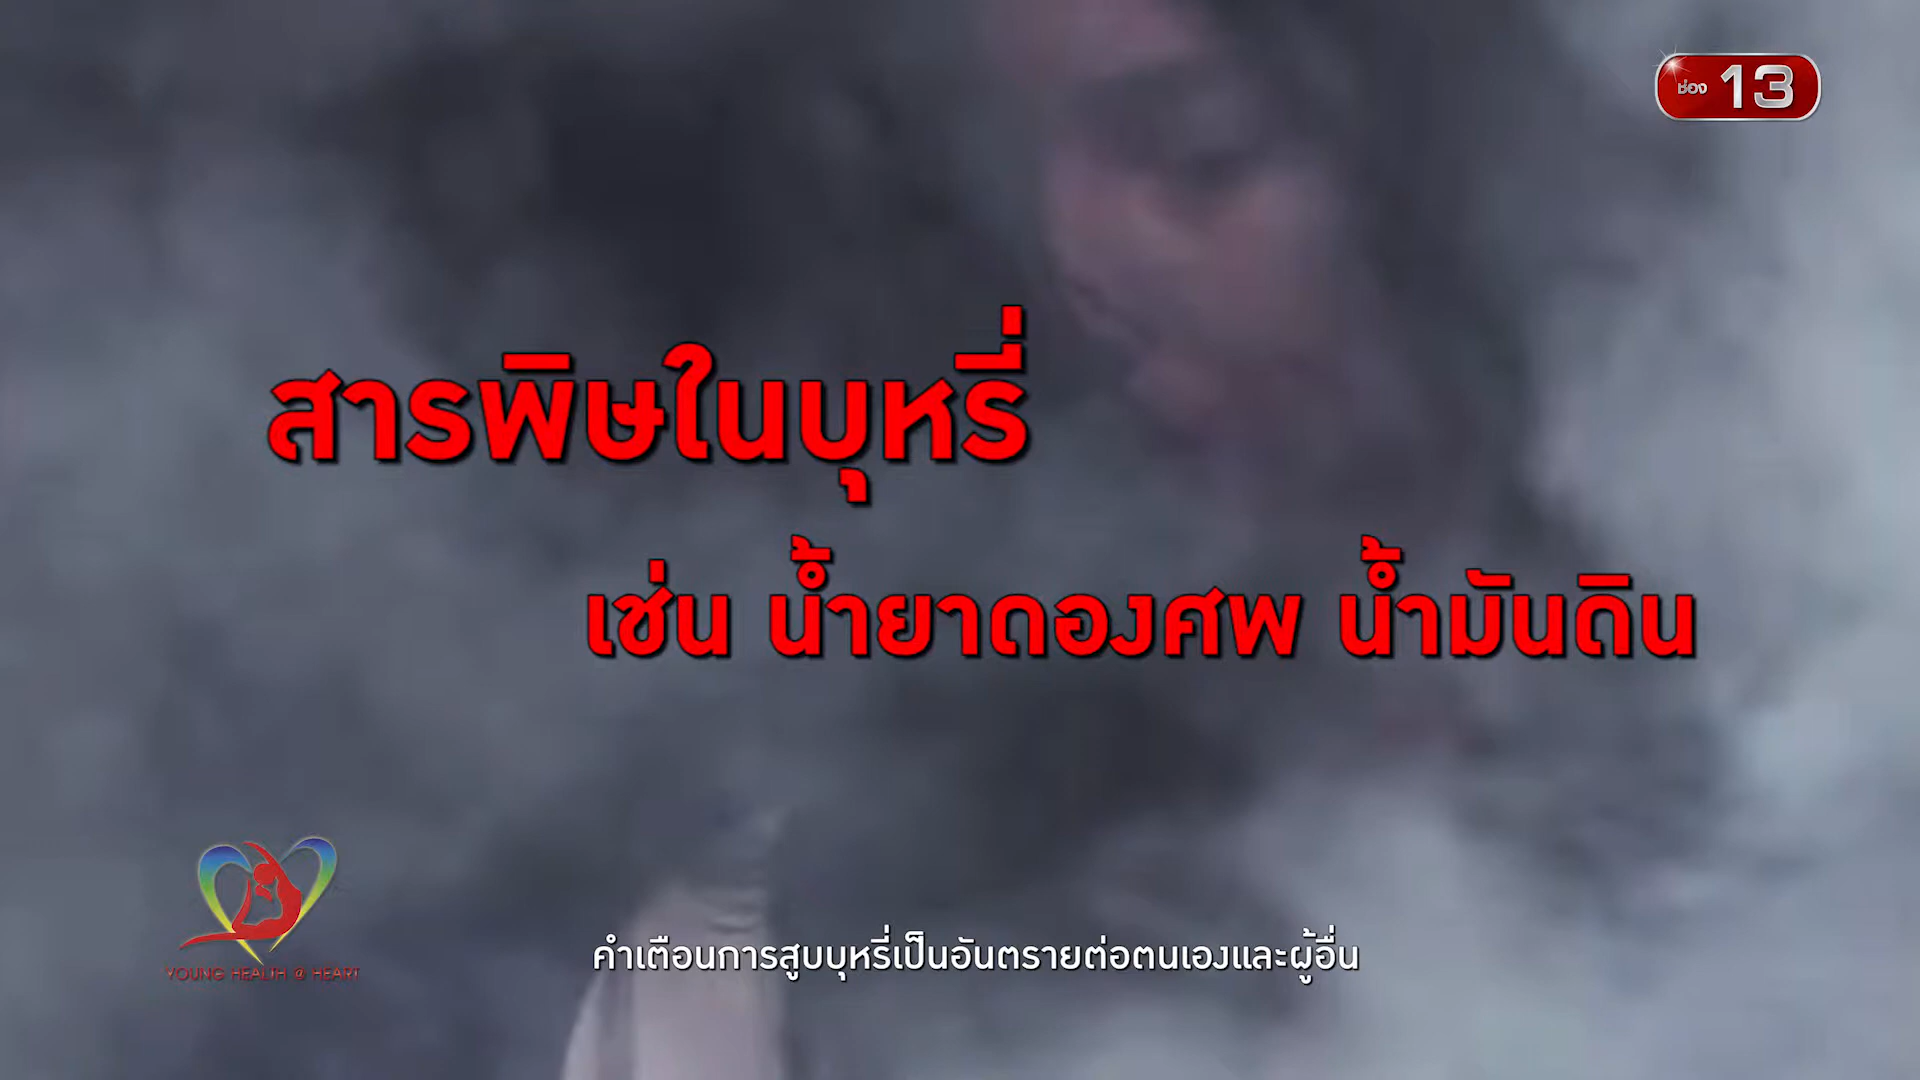 ช่อง 13
สารพิษในบุหรี่
เช่น น้ำยาดองศพ น้ำมันดิน
YOUNG HEALTH @ HEART
คำเตือนการสูบบุหรี่เป็นอันตรายต่อตนเองและผู้อื่น